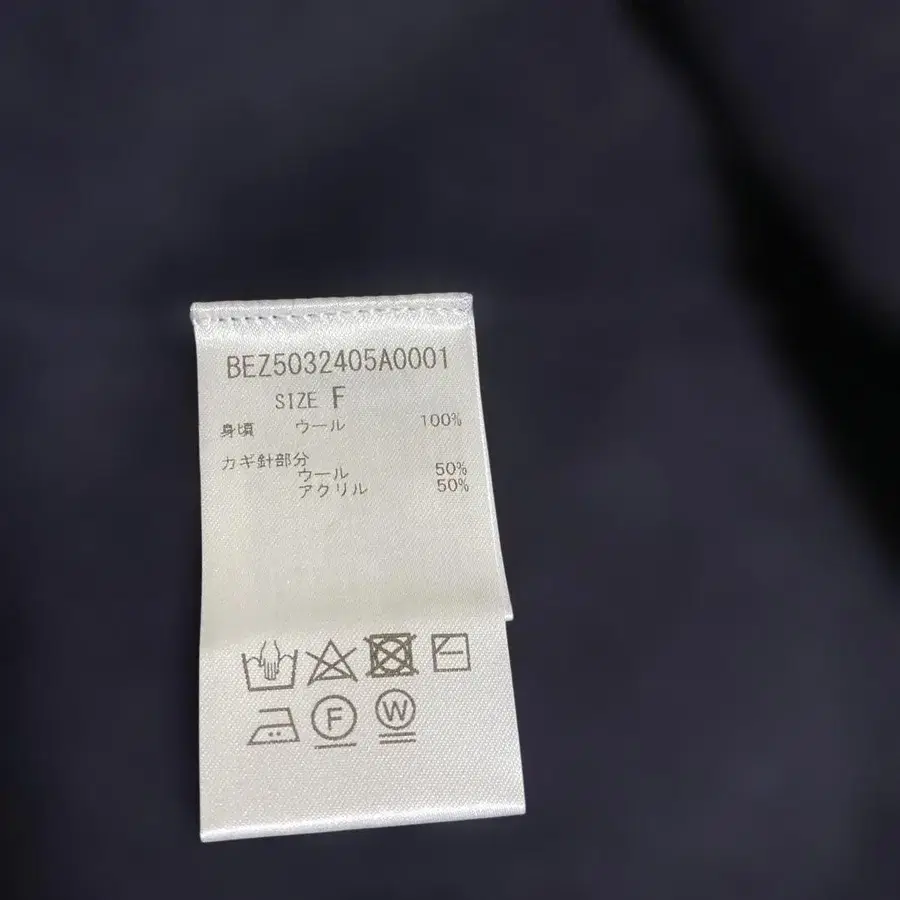 BEZ5032405A0001
SIZE F
身頃 ウール 100%
カギ針部分
ウール 50%
アクリル 50%
F W